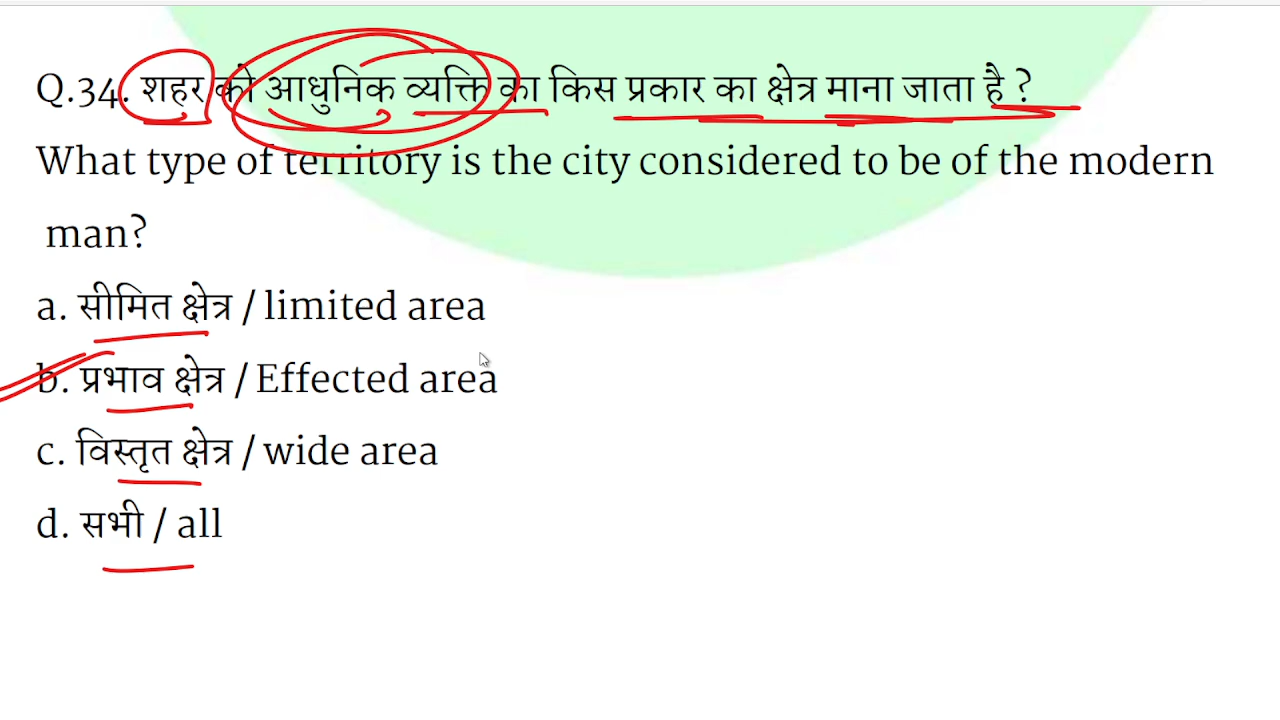 Q.34. शहर को आधुनिक व्यक्ति का किस प्रकार का क्षेत्र माना जाता है ?
What type of territory is the city considered to be of the modern
man?
a. सीमित क्षेत्र / limited area
b. प्रभाव क्षेत्र / Effected area
c. विस्तृत क्षेत्र / wide area
d. सभी / all